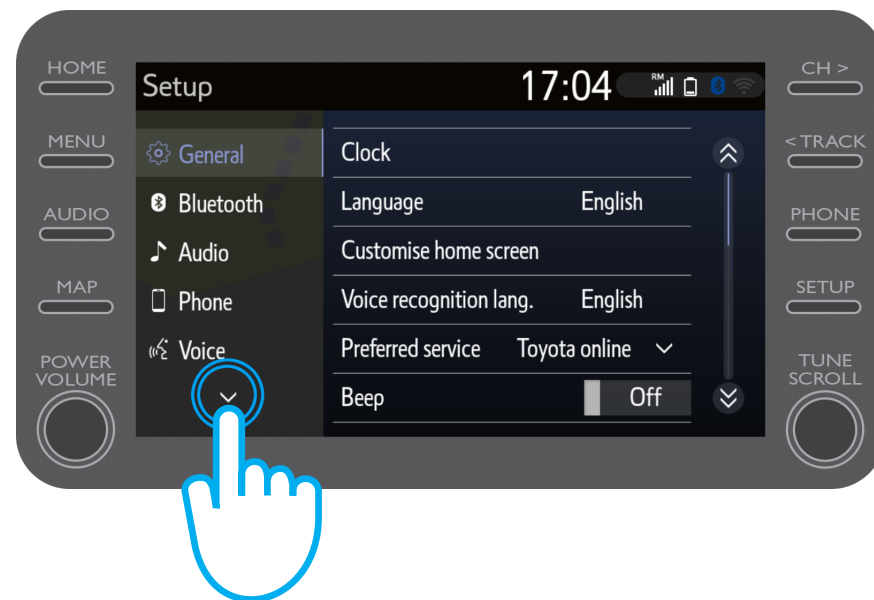 HOME
MENU
AUDIO
MAP
POWER
VOLUME
Setup 17:04 RM
General
Bluetooth
Audio
Phone
Voice
Clock
Language English
Customise home screen
Voice recognition lang. English
Preferred service Toyota online
Beep Off
CH >
< TRACK
PHONE
SETUP
TUNE
SCROLL